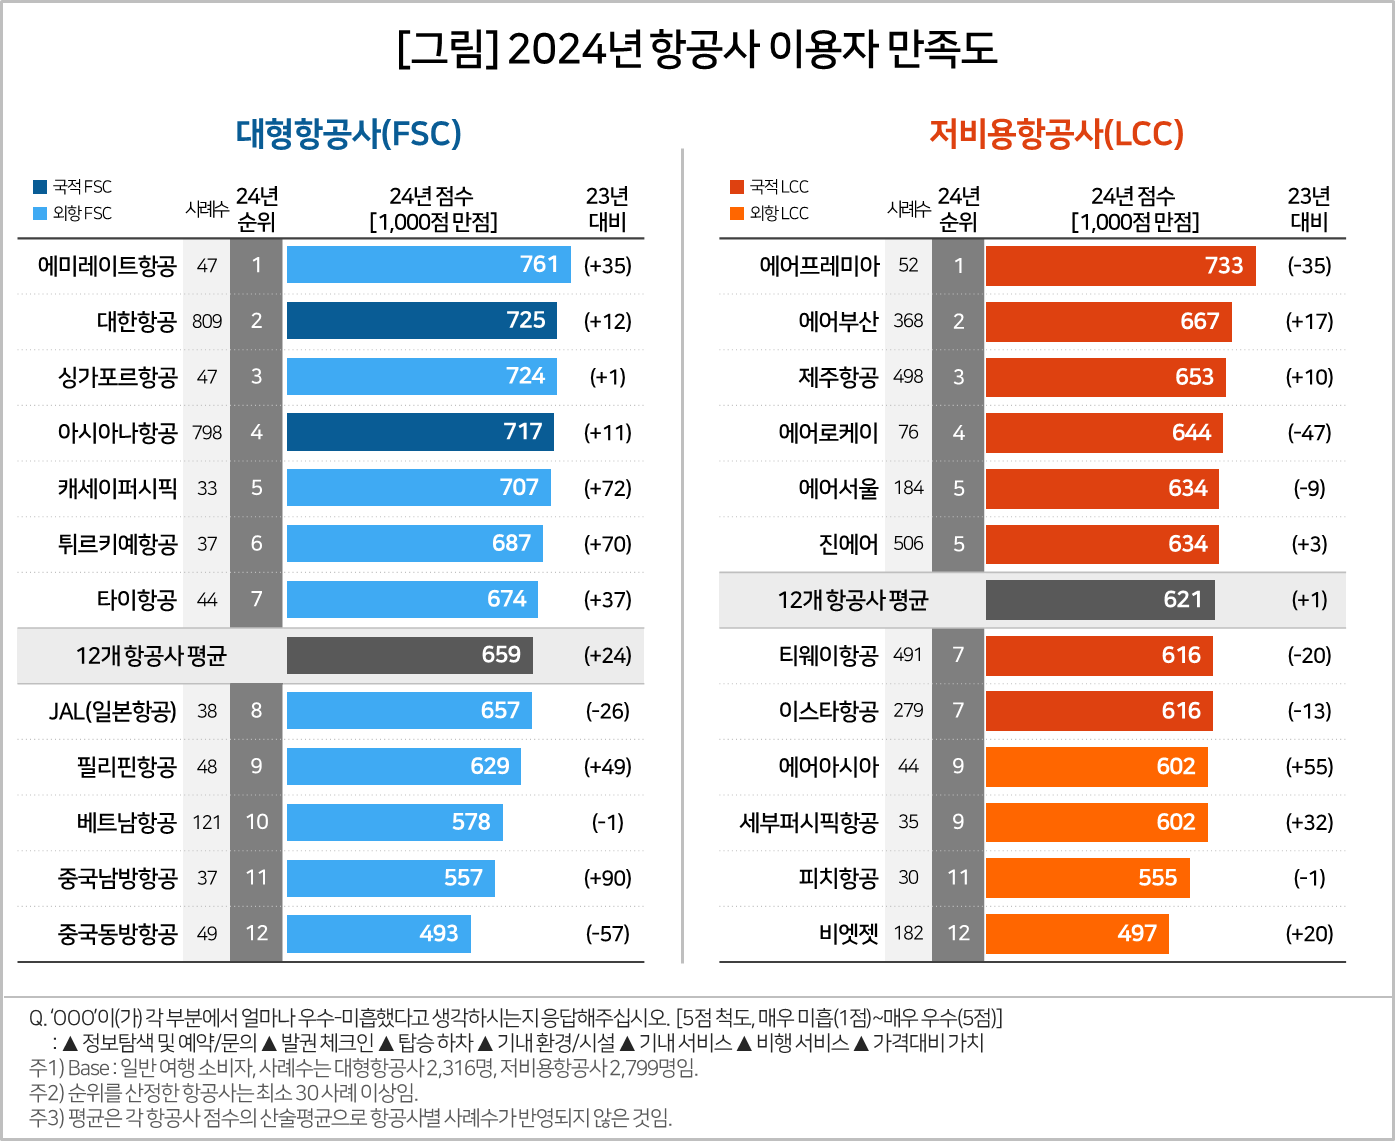 [그림] 2024년 항공사 이용자 만족도
대형항공사(FSC)
국적 FSC
외항 FSC
사례수
24년 순위
24년 점수 [1,000점 만점]
23년 대비
에미레이트항공 47 1 761 (+35)
대한항공 809 2 725 (+12)
싱가포르항공 47 3 724 (+1)
아시아나항공 798 4 717 (+11)
캐세이퍼시픽 33 5 707 (+72)
튀르키예항공 37 6 687 (+70)
타이항공 44 7 674 (+37)
12개 항공사 평균 659 (+24)
JAL(일본항공) 38 8 657 (-26)
필리핀항공 48 9 629 (+49)
베트남항공 121 10 578 (-1)
중국남방항공 37 11 557 (+90)
중국동방항공 49 12 493 (-57)
저비용항공사(LCC)
국적 LCC
외항 LCC
사례수
24년 순위
24년 점수 [1,000점 만점]
23년 대비
에어프레미아 52 1 733 (-35)
에어부산 368 2 667 (+17)
제주항공 498 3 653 (+10)
에어로케이 76 4 644 (-47)
에어서울 184 5 634 (-9)
진에어 506 5 634 (+3)
12개 항공사 평균 621 (+1)
티웨이항공 491 7 616 (-20)
이스타항공 279 7 616 (-13)
에어아시아 44 9 602 (+55)
세부퍼시픽항공 35 9 602 (+32)
피치항공 30 11 555 (-1)
비엣젯 182 12 497 (+20)
Q. ‘OOO’이(가) 각 부분에서 얼마나 우수-미흡했다고 생각하시는지 응답해주십시오. [5점 척도, 매우 미흡(1점)~매우 우수(5점)]
: ▲ 정보탐색 및 예약/문의 ▲ 발권 체크인 ▲ 탑승 하차 ▲ 기내 환경/시설 ▲ 기내 서비스 ▲ 비행 서비스 ▲ 가격대비 가치
주1) Base : 일반 여행 소비자, 사례수는 대형항공사 2,316명, 저비용항공사 2,799명임.
주2) 순위를 산정한 항공사는 최소 30 사례 이상임.
주3) 평균은 각 항공사 점수의 산술평균으로 항공사별 사례수가 반영되지 않은 것임.